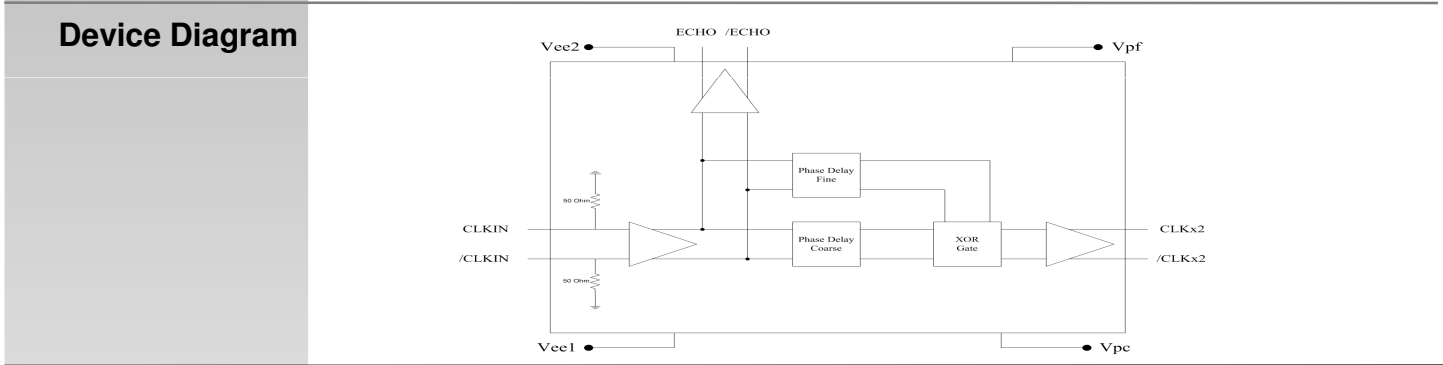 Device Diagram
ECHO /ECHO
Vee2
Vpf
Phase Delay
Fine
50 Ohm
CLKIN
Phase Delay
Coarse
XOR
Gate
CLKx2
/CLKIN
/CLKx2
50 Ohm
Vee1
Vpc